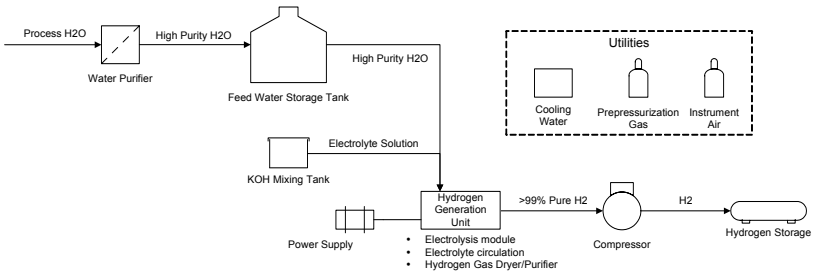 Process H2O
High Purity H2O
Water Purifier
Feed Water Storage Tank
High Purity H2O
Utilities
Cooling
Water
Prepressurization
Gas
Instrument
Air
Electrolyte Solution
KOH Mixing Tank
Power Supply
Hydrogen
Generation
Unit
• Electrolysis module
• Electrolyte circulation
• Hydrogen Gas Dryer/Purifier
>99% Pure H2
Compressor
H2
Hydrogen Storage